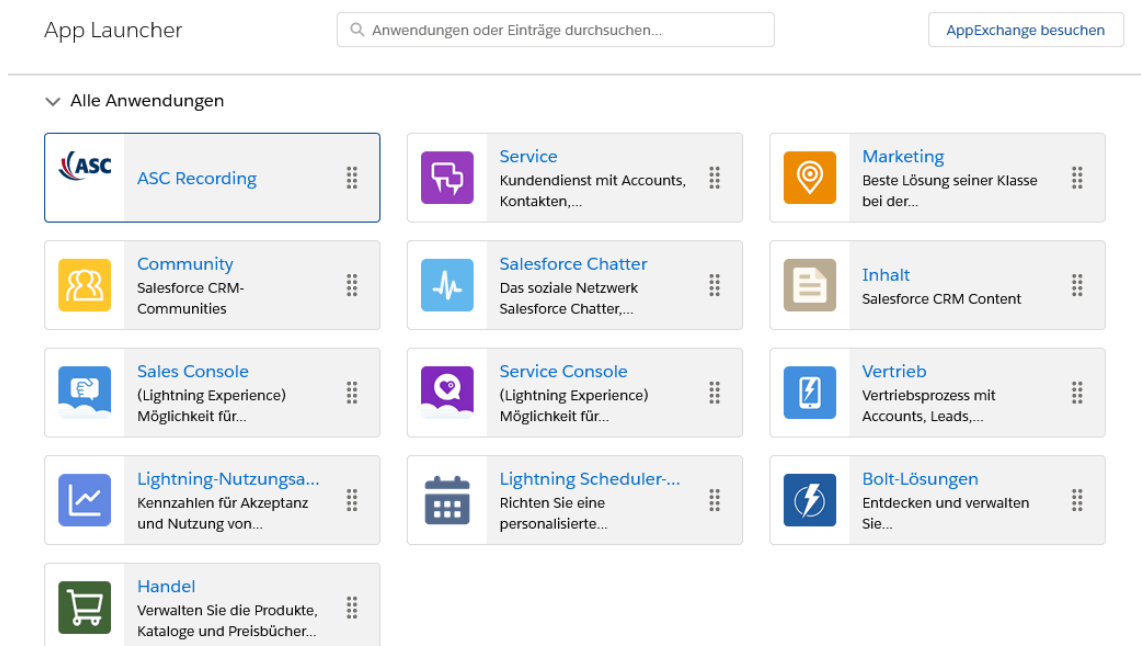 App Launcher
Anwendungen oder Einträge durchsuchen...
AppExchange besuchen
Alle Anwendungen
ASC
ASC Recording
Service
Kundendienst mit Accounts,
Kontakten,...
Marketing
Beste Lösung seiner Klasse
bei der...
Community
Salesforce CRM-
Communities
Salesforce Chatter
Das soziale Netzwerk
Salesforce Chatter,...
Inhalt
Salesforce CRM Content
Sales Console
(Lightning Experience)
Möglichkeit für...
Service Console
(Lightning Experience)
Möglichkeit für...
Vertrieb
Vertriebsprozess mit
Accounts, Leads,...
Lightning-Nutzungsa...
Kennzahlen für Akzeptanz
und Nutzung von...
Lightning Scheduler-...
Richten Sie eine
personalisierte...
Bolt-Lösungen
Entdecken und verwalten
Sie...
Handel
Verwalten Sie die Produkte,
Kataloge und Preisbücher...